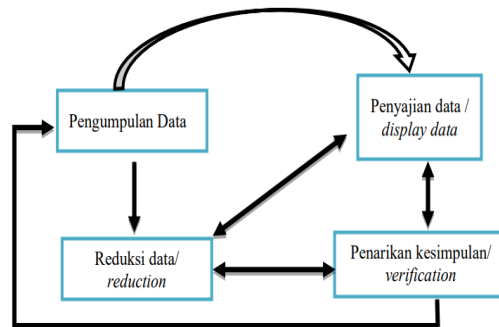 Pengumpulan Data
Penyajian data /
display data
Reduksi data/
reduction
Penarikan kesimpulan/
verification